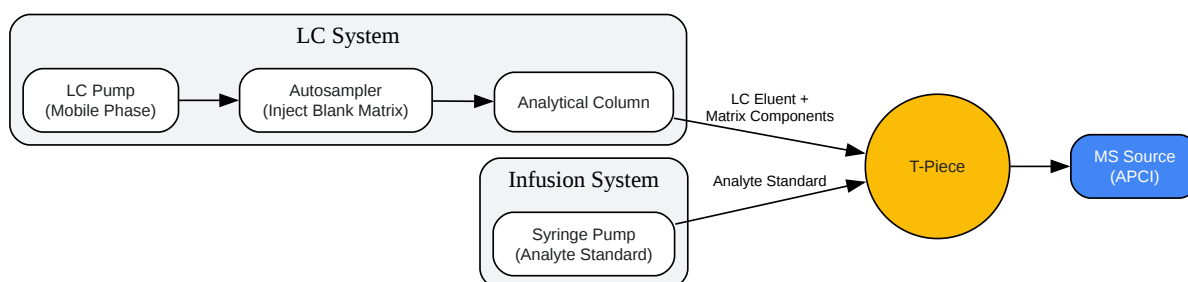 LC System
LC Pump
(Mobile Phase)
Autosampler
(Inject Blank Matrix)
Analytical Column
LC Eluent +
Matrix Components
Infusion System
Syringe Pump
(Analyte Standard)
Analyte Standard
T-Piece
MS Source
(APCI)